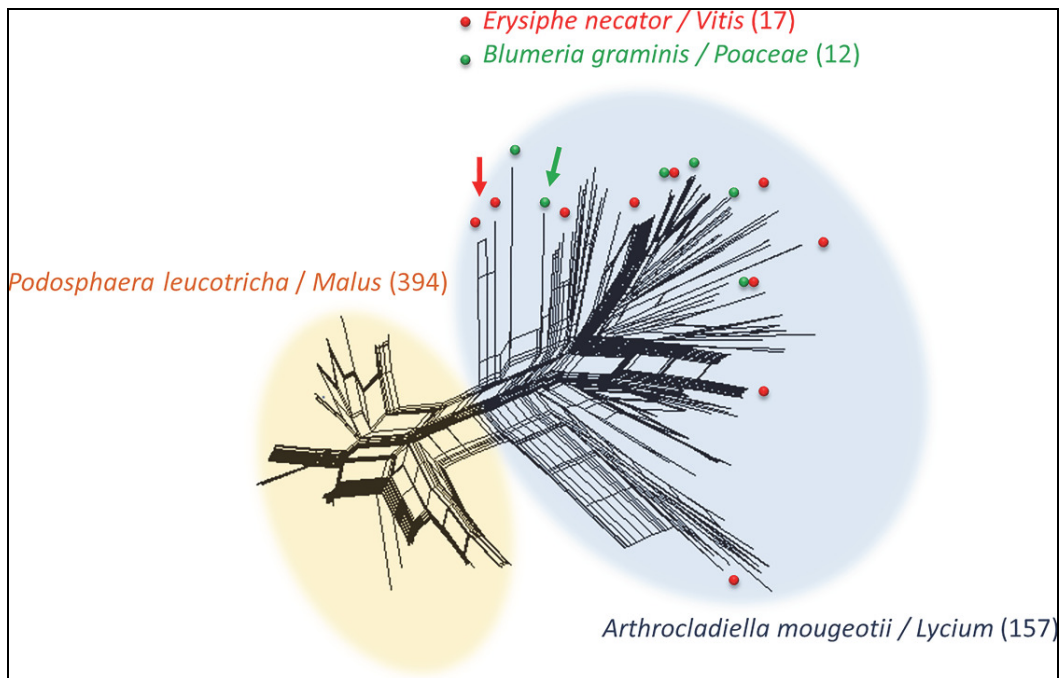 Erysiphe necator / Vitis (17)
Blumeria graminis / Poaceae (12)
Podosphaera leucotricha / Malus (394)
Arthrocladiella mougeotii / Lycium (157)